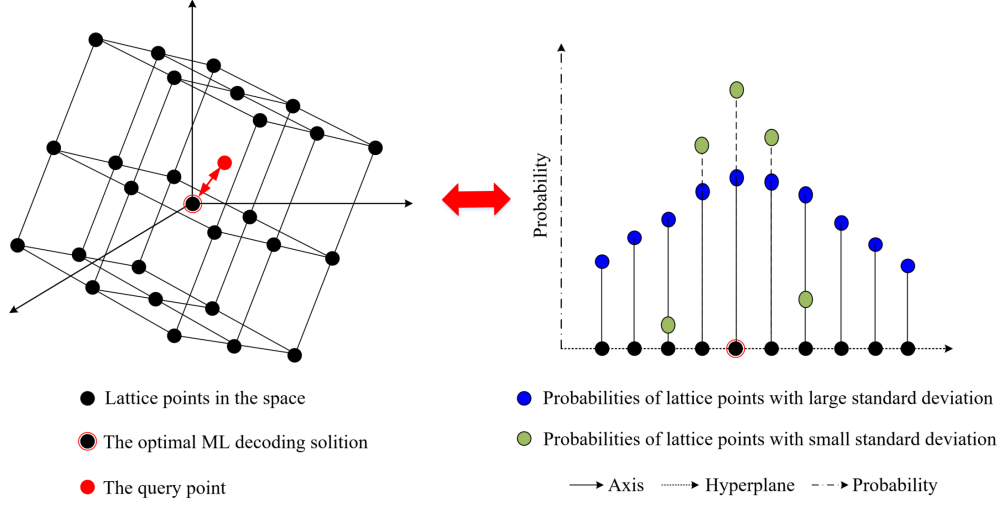 Probability
Lattice points in the space
The optimal ML decoding solition
The query point
Probabilities of lattice points with large standard deviation
Probabilities of lattice points with small standard deviation
Axis Hyperplane Probability